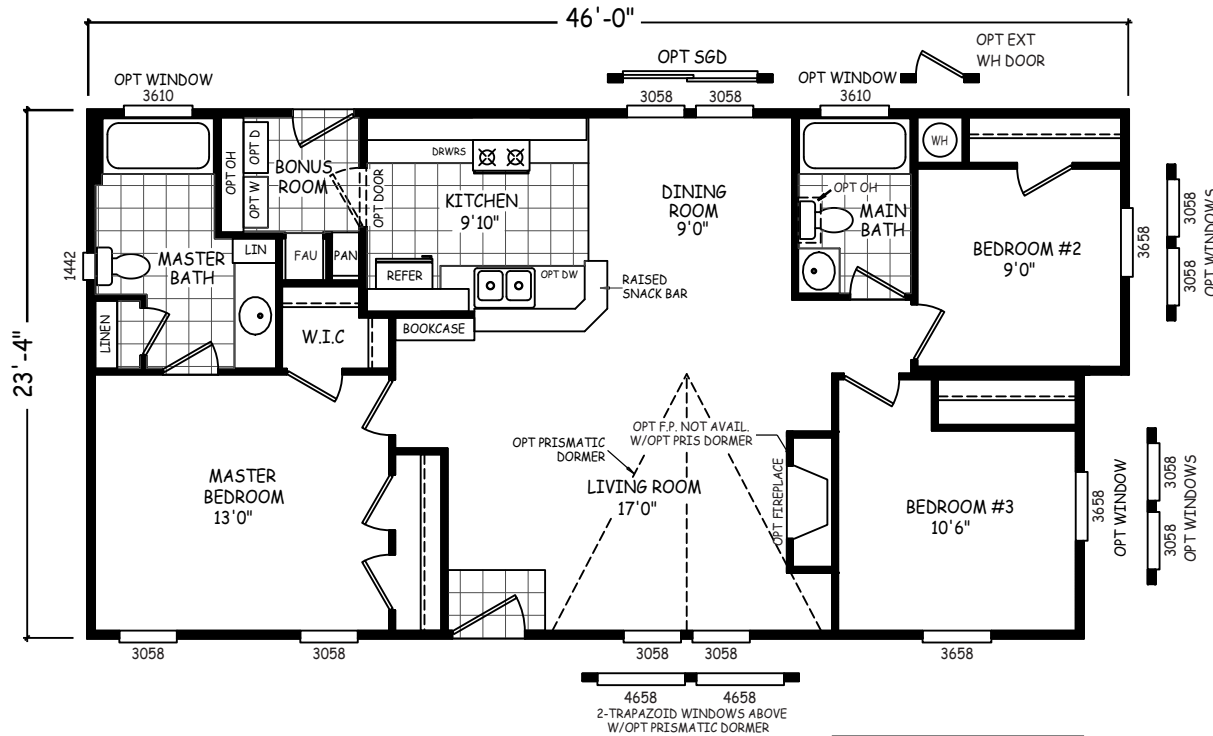 46'-0"
OPT EXT
WH DOOR
OPT SGD
OPT WINDOW
3610
3058
3058
OPT WINDOW
3610
23'-4"
OPT OH
OPT D
OPT W
BONUS
ROOM
OPT DOOR
DRWRS
KITCHEN
9'10"
DINING
ROOM
9'0"
WH
OPT OH
MAIN
BATH
BEDROOM #2
9'0"
3658
3058
3058
OPT WINDOWS
1442
MASTER
BATH
LIN
FAU
PAN
REFER
OPT DW
RAISED
SNACK BAR
LINEN
W.I.C
BOOKCASE
OPT F.P. NOT AVAIL.
W/OPT PRIS DORMER
OPT PRISMATIC
DORMER
MASTER
BEDROOM
13'0"
LIVING ROOM
17'0"
OPT FIREPLACE
BEDROOM #3
10'6"
3658
OPT WINDOW
3058
3058
OPT WINDOWS
3058
3058
3058
3058
3658
4658
4658
2-TRAPAZOID WINDOWS ABOVE
W/OPT PRISMATIC DORMER